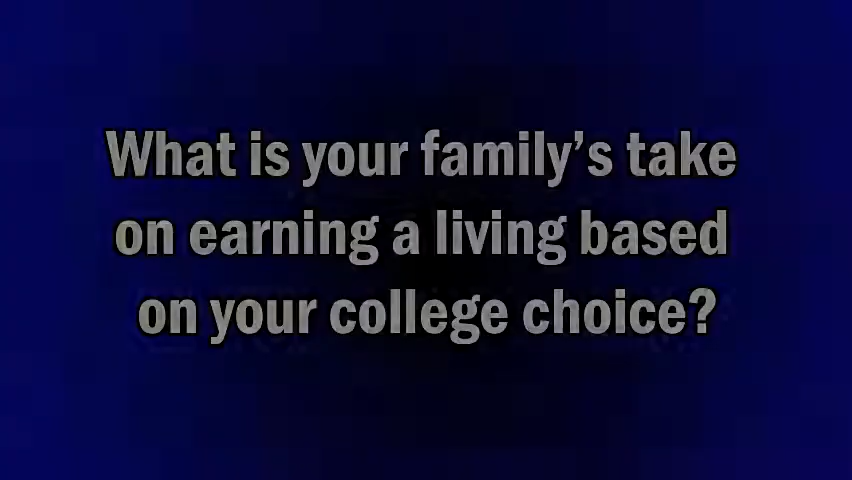 What is your family’s take
on earning a living based
on your college choice?